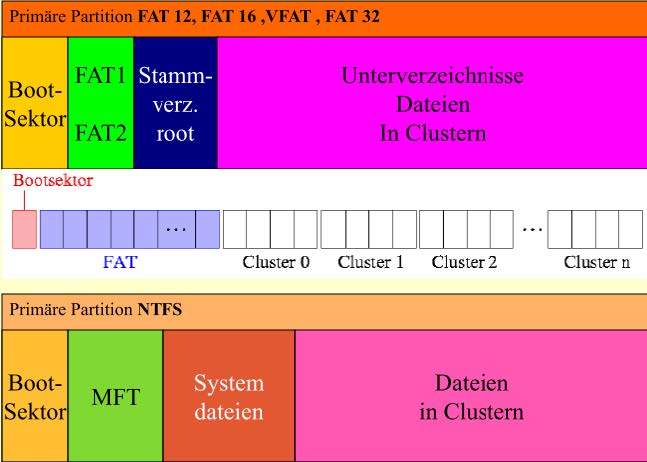 Primäre Partition FAT 12, FAT 16 ,VFAT , FAT 32
Boot-
Sektor
FAT1
FAT2
Stamm-
verz.
root
Unterverzeichnisse
Dateien
In Clustern
Bootsektor
...
...
FAT
Cluster 0
Cluster 1
Cluster 2
Cluster n
Primäre Partition NTFS
Boot-
Sektor
MFT
System
dateien
Dateien
in Clustern